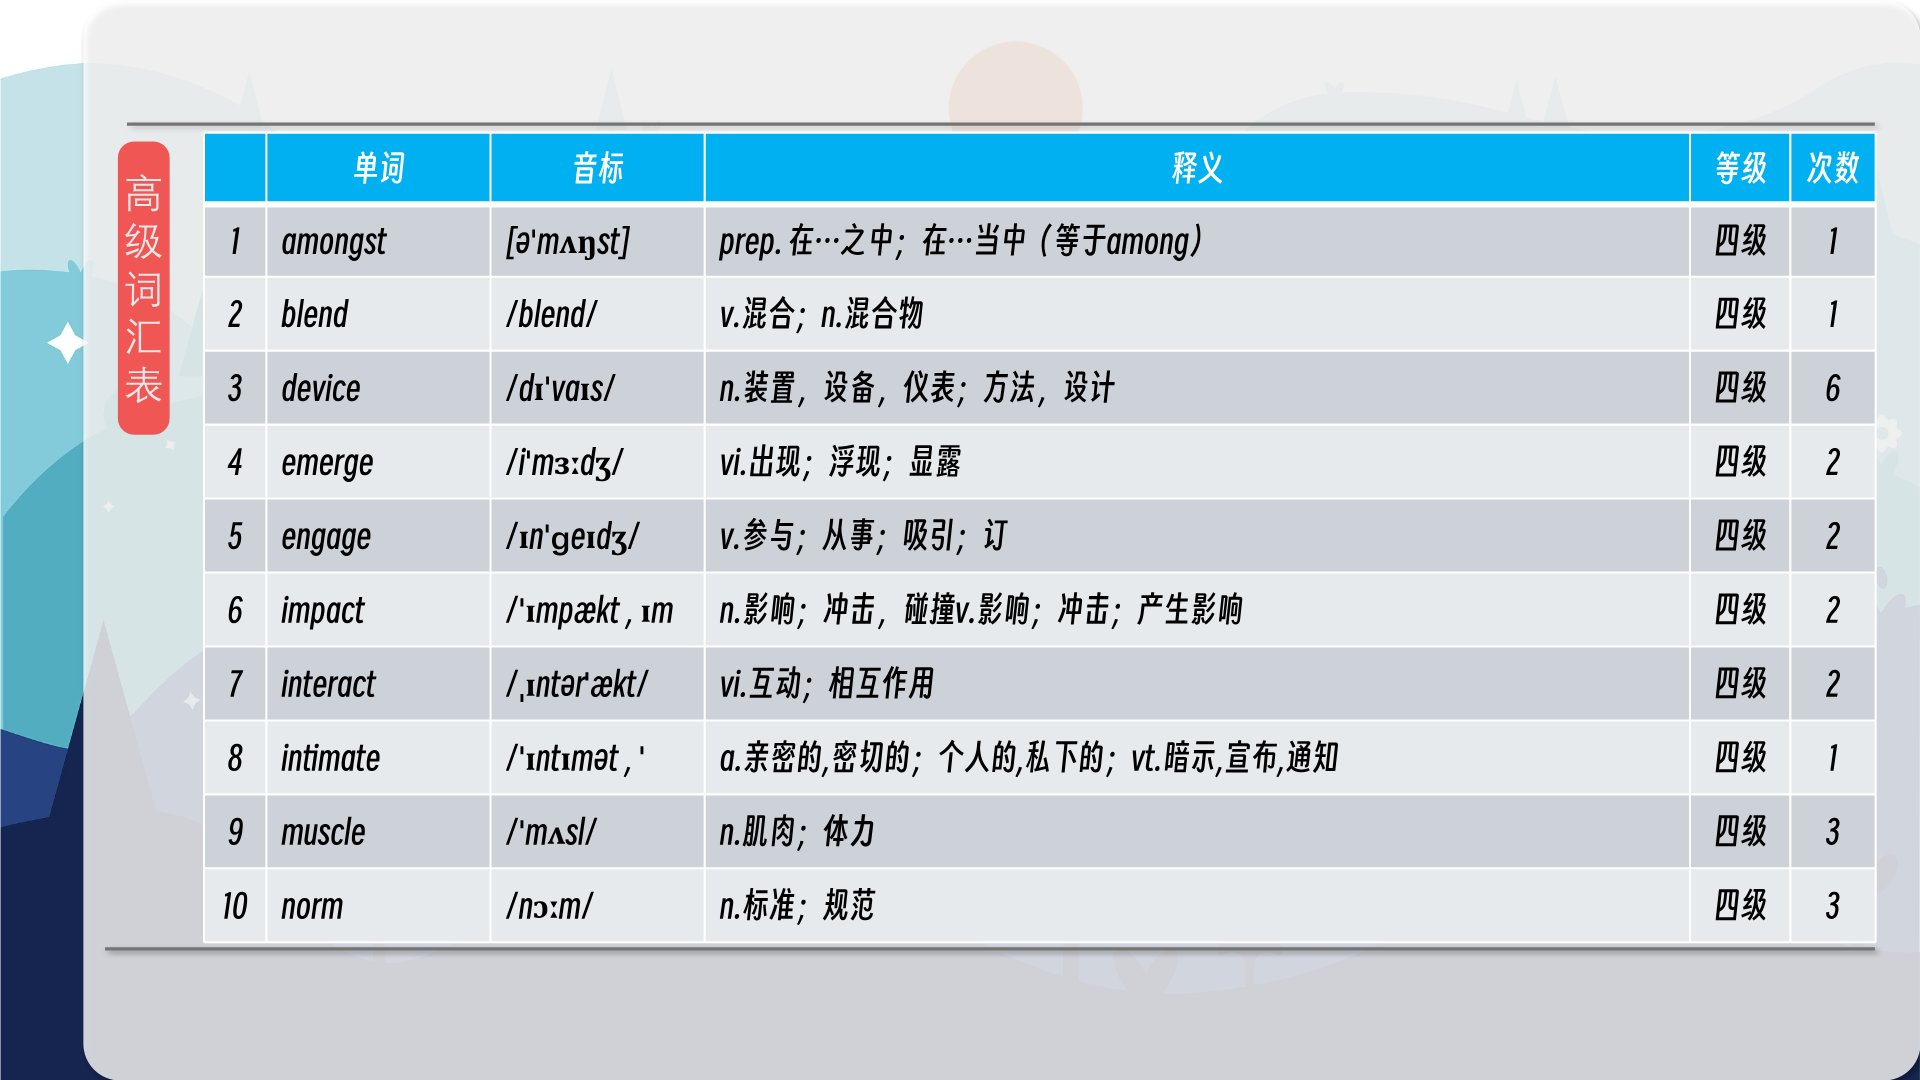 高级词汇表
单词 音标 释义 等级 次数
1 amongst [ə'mʌŋst] prep. 在…之中；在…当中（等于among） 四级 1
2 blend /blend/ v.混合；n.混合物 四级 1
3 device /dɪ'vaɪs/ n.装置，设备，仪表；方法，设计 四级 6
4 emerge /i'mɜːdʒ/ vi.出现；浮现；显露 四级 2
5 engage /ɪn'ɡeɪdʒ/ v.参与；从事；吸引；订 四级 2
6 impact /'ɪmpækt , ɪm n.影响；冲击，碰撞v.影响；冲击；产生影响 四级 2
7 interact /ˌɪntər'ækt/ vi.互动；相互作用 四级 2
8 intimate /'ɪntɪmət , ' a.亲密的,密切的；个人的,私下的；vt.暗示,宣布,通知 四级 1
9 muscle /'mʌsl/ n.肌肉；体力 四级 3
10 norm /nɔːm/ n.标准；规范 四级 3